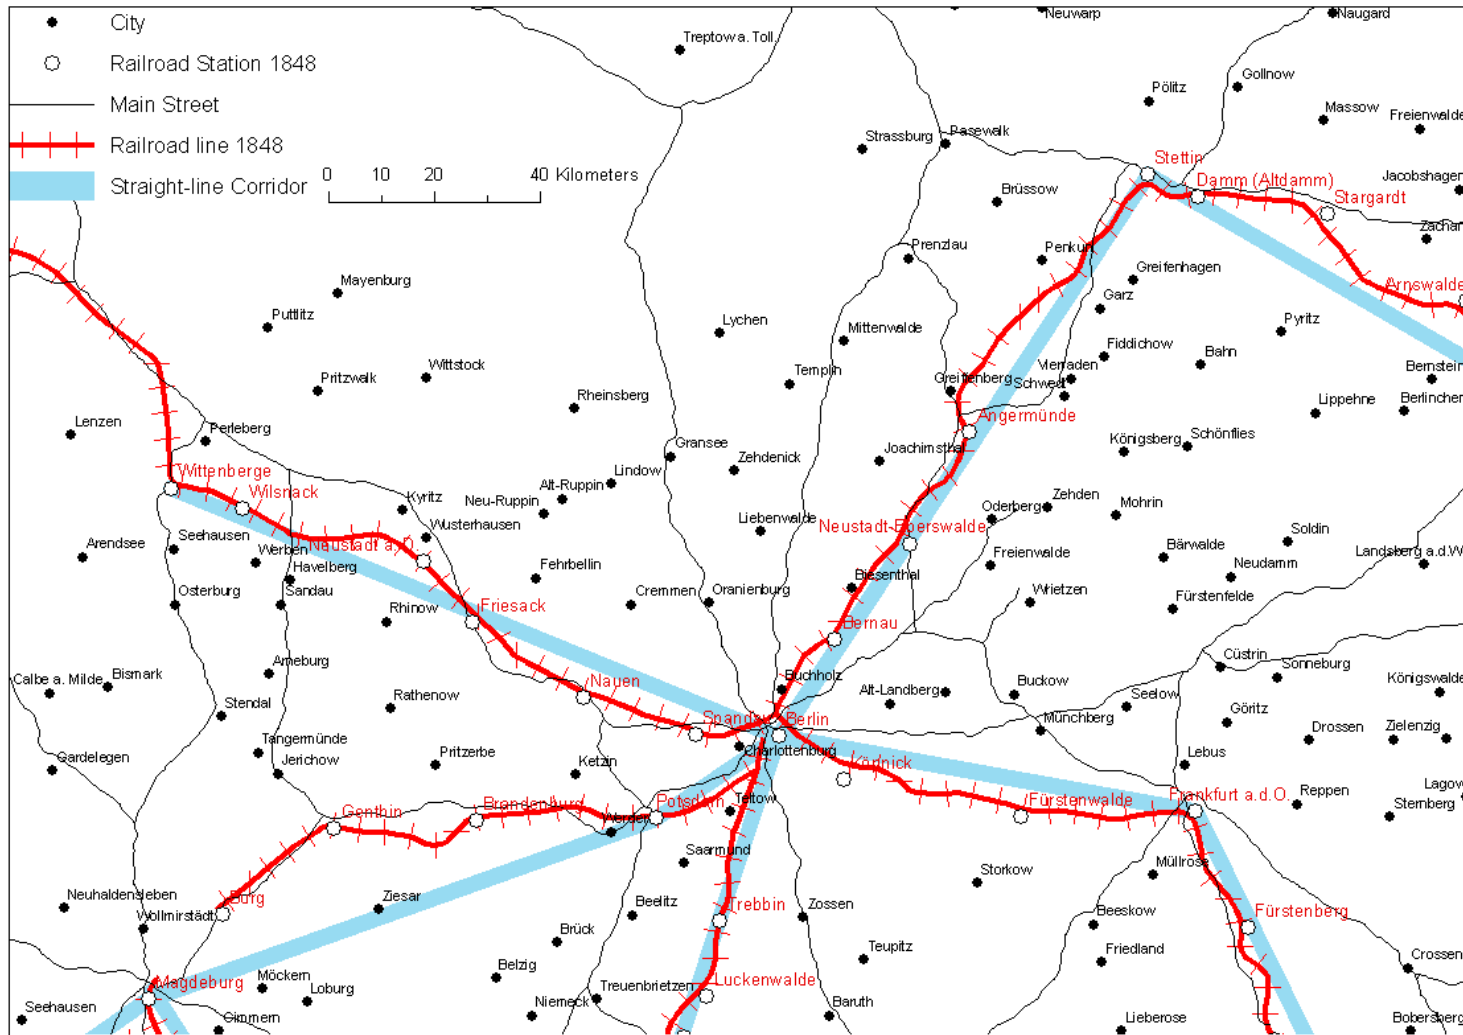 City
Railroad Station 1848
Main Street
Railroad line 1848
Straight-line Corridor
0 20 40 Kilometers
Treptow a. Toll.
Neuwarp
Naugard
Pölitz
Gollnow
Massow
Freienwalde
Strassburg
Pasewalk
Stettin
Damm (Altdamm)
Stargardt
Jacobshagen
Brüssow
Zachan
Prenzlau
Penkun
Greifenhagen
Arnswalde
Mayenburg
Garz
Puttlitz
Lychen
Mittenwalde
Pyritz
Fiddichow
Bahn
Wittstock
Templin
Vierraden
Bernstein
Pritzwalk
Greiffenberg
Schwedt
Rheinsberg
Lippehne
Berlinchen
Angermünde
Lenzen
Perleberg
Gransee
Joachimsthal
Königsberg
Schönflies
Wittenberge
Zehdenick
Lindow
Wilsnack
Alt-Ruppin
Kyritz
Neu-Ruppin
Oderberg
Zehden
Mohrin
Wusterhausen
Liebenwalde
Neustadt-Eberswalde
Soldin
Seehausen
Neustadt a.D.
Arendsee
Werben
Havelberg
Fehrbellin
Freienwalde
Bärwalde
Neudamm
Landsberg a.d.W
Biesenthal
Osterburg
Sandau
Cremmen
Oranienburg
Wrietzen
Fürstenfelde
Rhinow
Friesack
Bernau
Arneburg
Cüstrin
Sonneburg
Calbe a. Milde
Bismark
Nauen
Buchholz
Alt-Landberg
Buckow
Seelow
Königswalde
Rathenow
Stendal
Spandau
Berlin
Münchberg
Göritz
Drossen
Zielenzig
Tangermünde
Charlottenburg
Gardelegen
Jerichow
Pritzerbe
Ketzin
Köpnick
Lebus
Lagow
Genthin
Brandenburg
Potsdam
Teltow
Fürstenwalde
Frankfurt a.d.O.
Reppen
Sternberg
Werder
Saarmund
Storkow
Müllrose
Neuhaldensleben
Burg
Ziesar
Wollmirstädt
Beelitz
Trebbin
Zossen
Beeskow
Fürstenberg
Brück
Teupitz
Friedland
Crossen
Magdeburg
Möckern
Belzig
Luckenwalde
Seehausen
Loburg
Treuenbrietzen
Niemeck
Baruth
Gimmern
Lieberose
Bobersberg